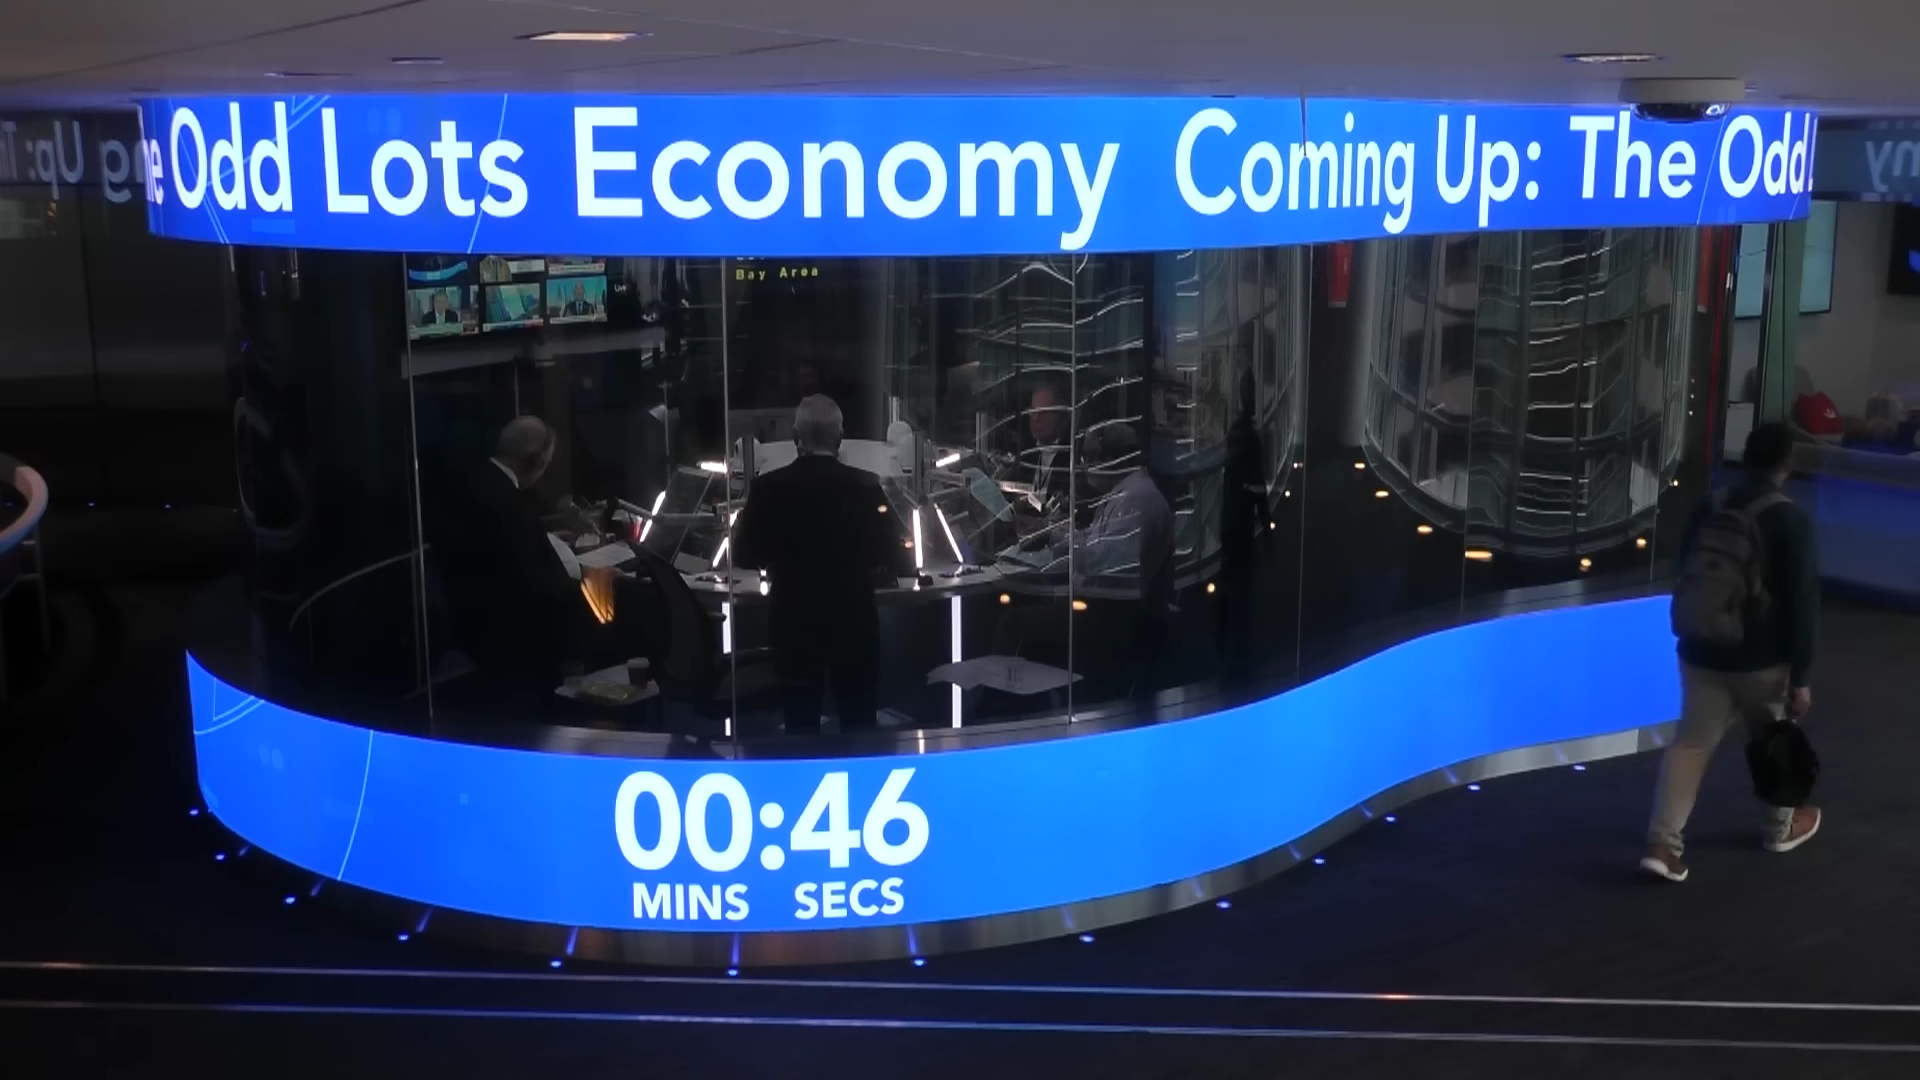 Odd Lots Economy Coming Up: The Odd
Bay Area
00:46
MINS SECS